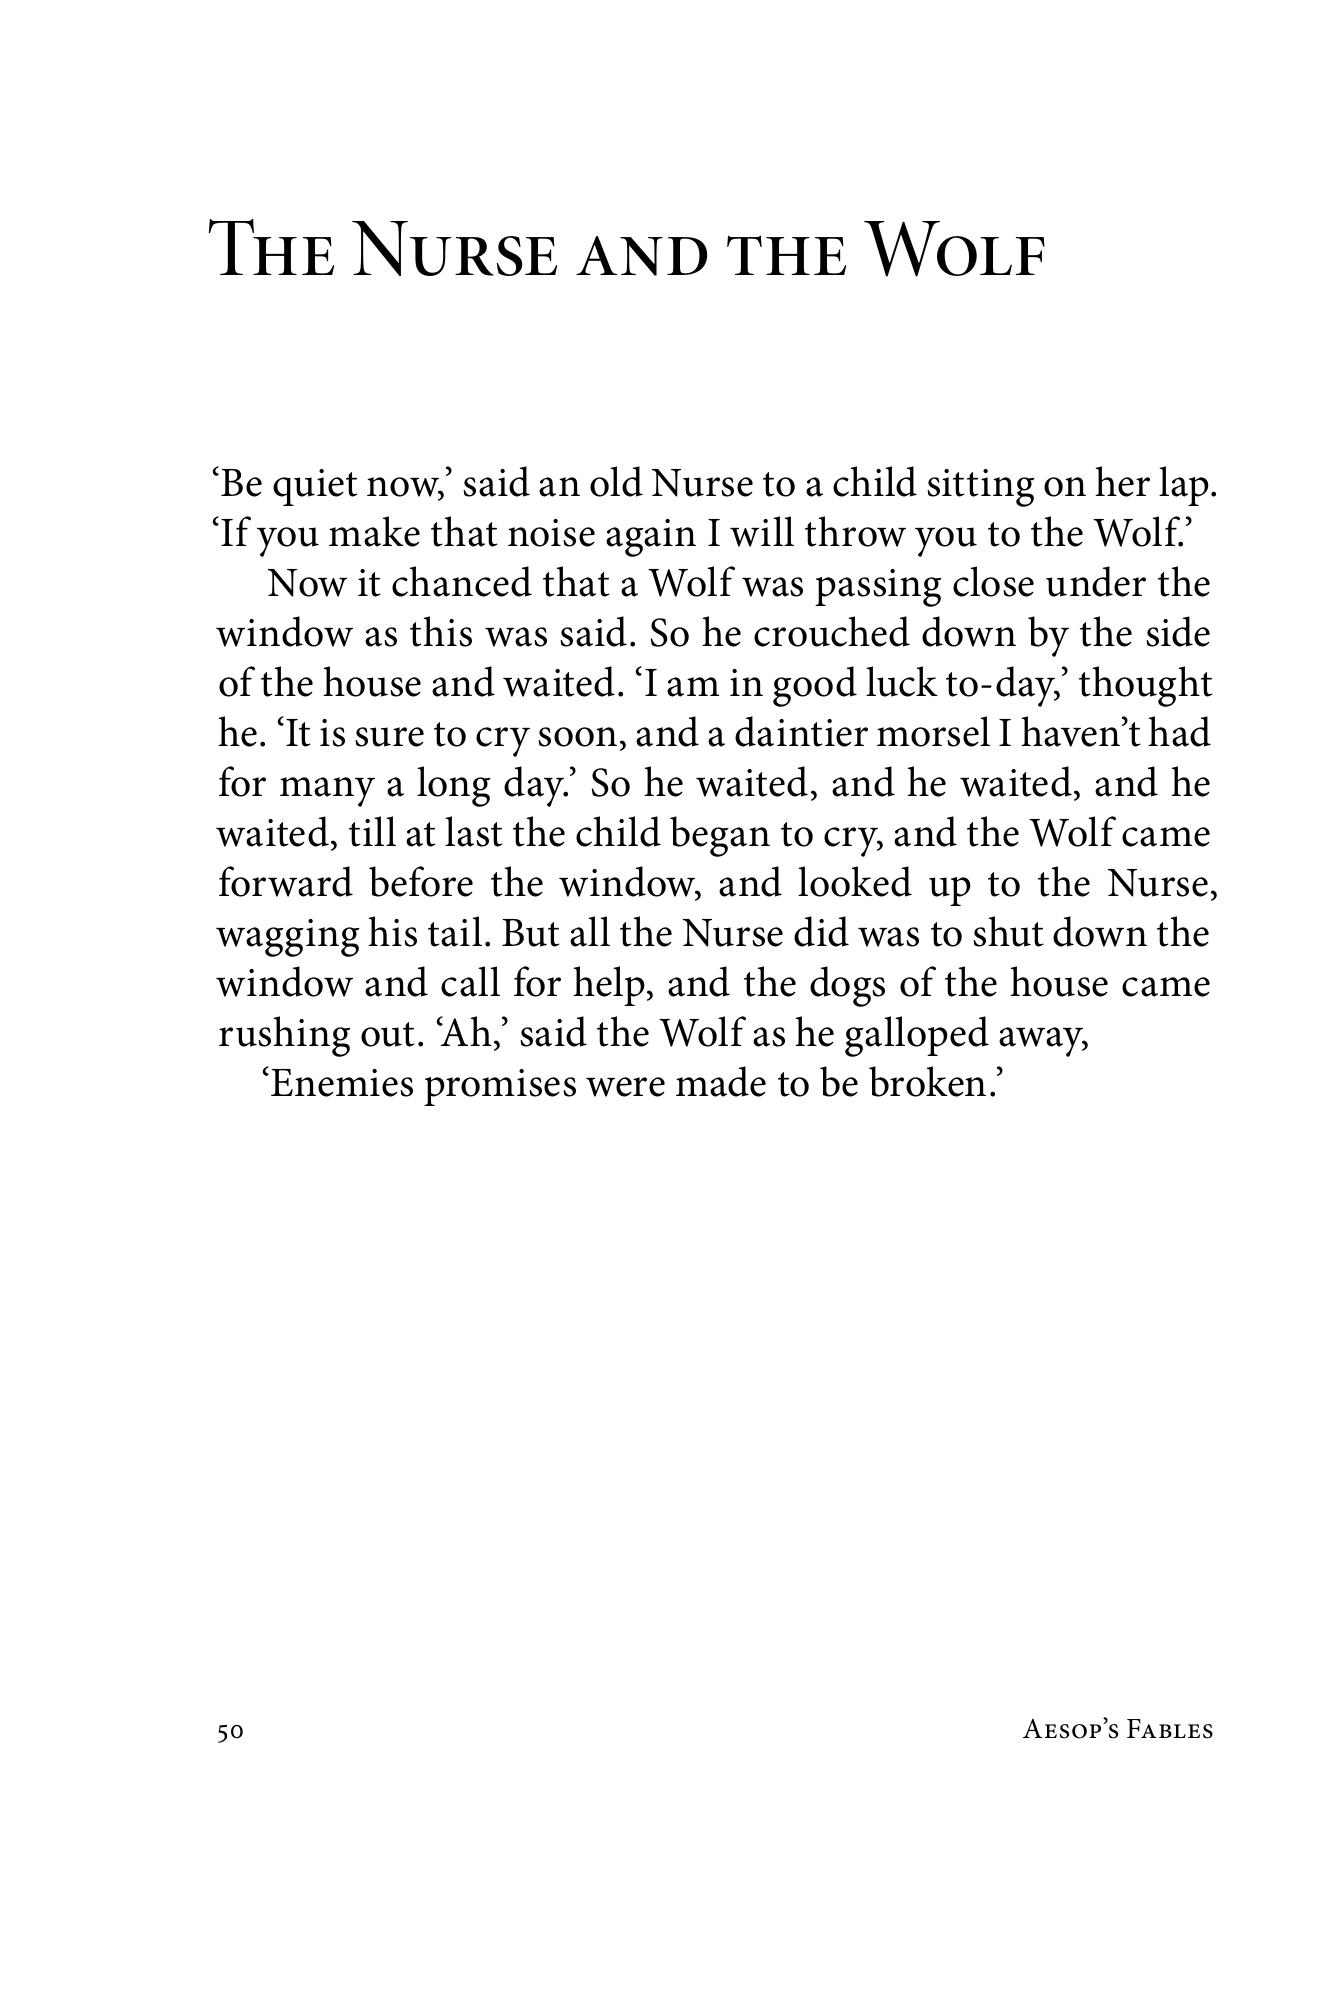 The Nurse and the Wolf
‘Be quiet now,’ said an old Nurse to a child sitting on her lap.
‘If you make that noise again I will throw you to the Wolf.’
Now it chanced that a Wolf was passing close under the
window as this was said. So he crouched down by the side
of the house and waited. ‘I am in good luck to-day,’ thought
he. ‘It is sure to cry soon, and a daintier morsel I haven’t had
for many a long day.’ So he waited, and he waited, and he
waited, till at last the child began to cry, and the Wolf came
forward before the window, and looked up to the Nurse,
wagging his tail. But all the Nurse did was to shut down the
window and call for help, and the dogs of the house came
rushing out. ‘Ah,’ said the Wolf as he galloped away,
‘Enemies promises were made to be broken.’
50 Aesop’s Fables